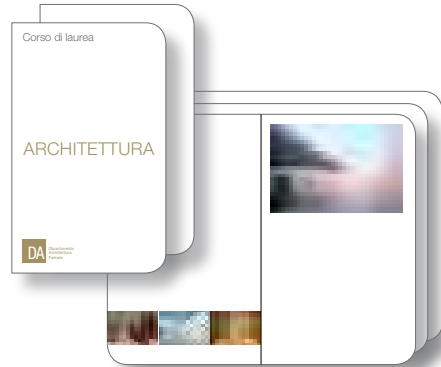 Corso di laurea
ARCHITETTURA
DA
Dipartimento
Architettura
Ferrara